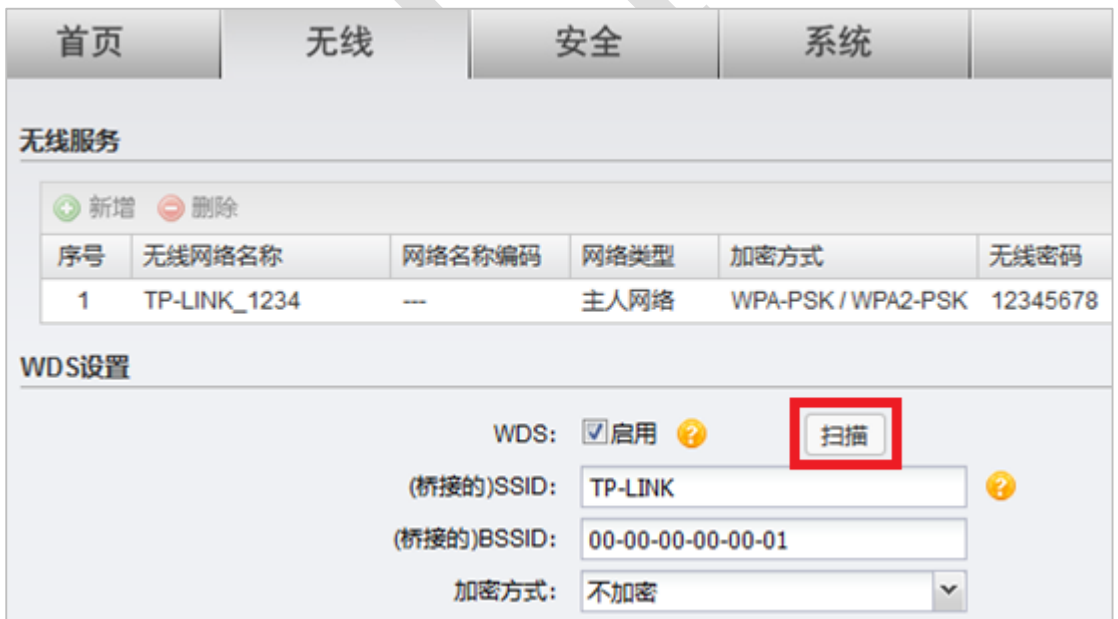 首页 无线 安全 系统
无线服务
新增 删除
序号 无线网络名称 网络名称编码 网络类型 加密方式 无线密码
1 TP-LINK_1234 --- 主人网络 WPA-PSK / WPA2-PSK 12345678
WDS设置
WDS: 启用 扫描
(桥接的)SSID: TP-LINK
(桥接的)BSSID: 00-00-00-00-00-01
加密方式: 不加密